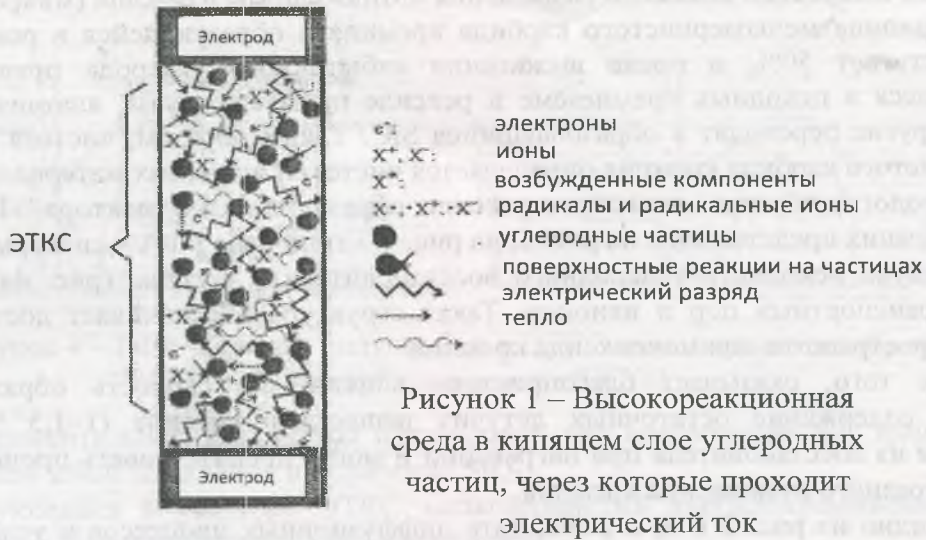 Электрод
электроны
ионы
возбужденные компоненты
радикалы и радикальные ионы
углеродные частицы
поверхностные реакции на частицах
электрический разряд
тепло
ЭТКС
Электрод
Рисунок 1 – Высокореакционная
среда в кипящем слое углеродных
частиц, через которые проходит
электрический ток